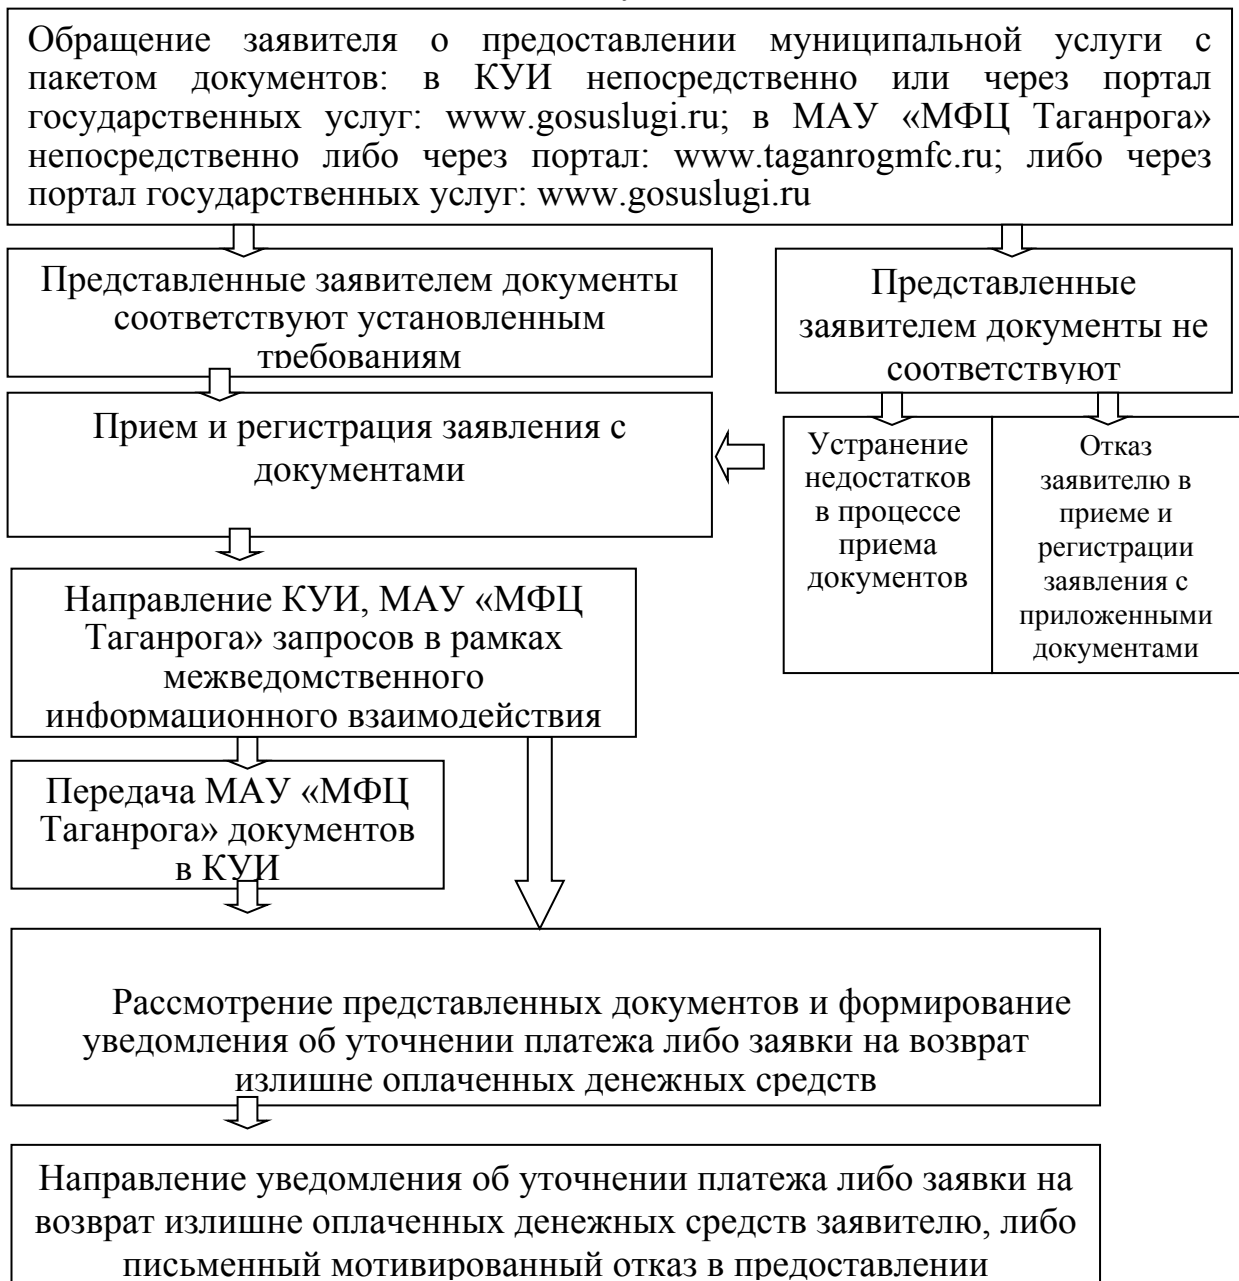 Обращение заявителя о предоставлении муниципальной услуги с
пакетом документов: в КУИ непосредственно или через портал
государственных услуг: www.gosuslugi.ru; в МАУ «МФЦ Таганрога»
непосредственно либо через портал: www.taganrogmfc.ru; либо через
портал государственных услуг: www.gosuslugi.ru
Представленные заявителем документы
соответствуют установленным
требованиям
Представленные
заявителем документы не
соответствуют
Прием и регистрация заявления с
документами
Устранение
недостатков
в процессе
приема
документов
Отказ
заявителю в
приеме и
регистрации
заявления с
приложенными
документами
Направление КУИ, МАУ «МФЦ
Таганрога» запросов в рамках
межведомственного
информационного взаимодействия
Передача МАУ «МФЦ
Таганрога» документов
в КУИ
Рассмотрение представленных документов и формирование
уведомления об уточнении платежа либо заявки на возврат
излишне оплаченных денежных средств
Направление уведомления об уточнении платежа либо заявки на
возврат излишне оплаченных денежных средств заявителю, либо
письменный мотивированный отказ в предоставлении